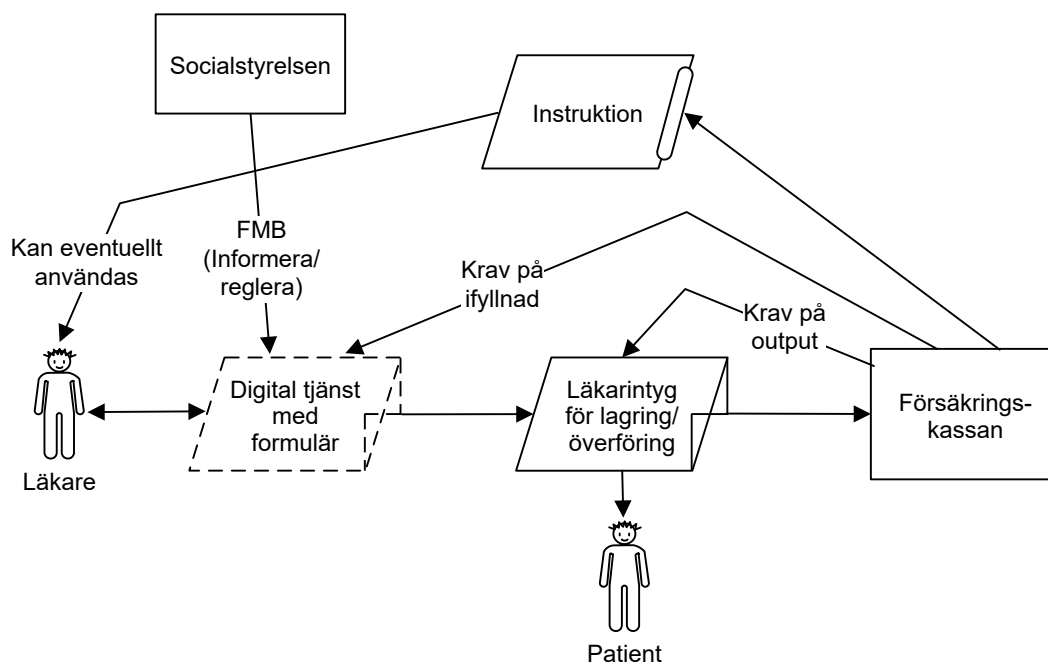 Socialstyrelsen
Instruktion
Kan eventuellt
användas
FMB
(Informera/
reglera)
Krav på
ifyllnad
Krav på
output
Digital tjänst
med
formulär
Läkarintyg
för lagring/
överföring
Försäkrings-
kassan
Läkare
Patient